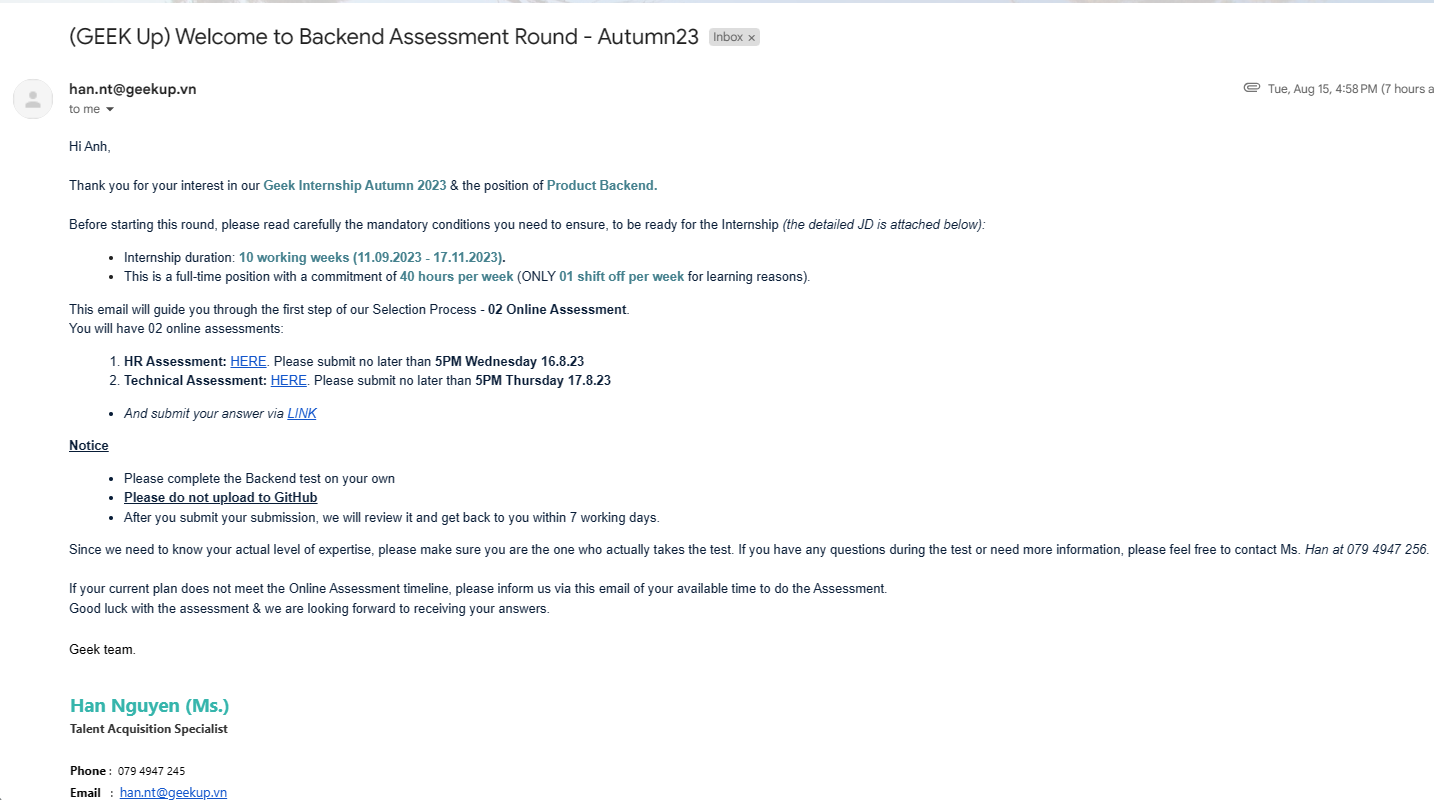 (GEEK Up) Welcome to Backend Assessment Round - Autumn23 Inbox ×
han.nt@geekup.vn
Tue, Aug 15, 4:58 PM (7 hours a
to me
Hi Anh,
Thank you for your interest in our Geek Internship Autumn 2023 & the position of Product Backend.
Before starting this round, please read carefully the mandatory conditions you need to ensure, to be ready for the Internship (the detailed JD is attached below):
• Internship duration: 10 working weeks (11.09.2023 - 17.11.2023).
• This is a full-time position with a commitment of 40 hours per week (ONLY 01 shift off per week for learning reasons).
This email will guide you through the first step of our Selection Process - 02 Online Assessment.
You will have 02 online assessments:
1. HR Assessment: HERE. Please submit no later than 5PM Wednesday 16.8.23
2. Technical Assessment: HERE. Please submit no later than 5PM Thursday 17.8.23
• And submit your answer via LINK
Notice
• Please complete the Backend test on your own
• Please do not upload to GitHub
• After you submit your submission, we will review it and get back to you within 7 working days.
Since we need to know your actual level of expertise, please make sure you are the one who actually takes the test. If you have any questions during the test or need more information, please feel free to contact Ms. Han at 079 4947 256.
If your current plan does not meet the Online Assessment timeline, please inform us via this email of your available time to do the Assessment.
Good luck with the assessment & we are looking forward to receiving your answers.
Geek team.
Han Nguyen (Ms.)
Talent Acquisition Specialist
Phone : 079 4947 245
Email : han.nt@geekup.vn